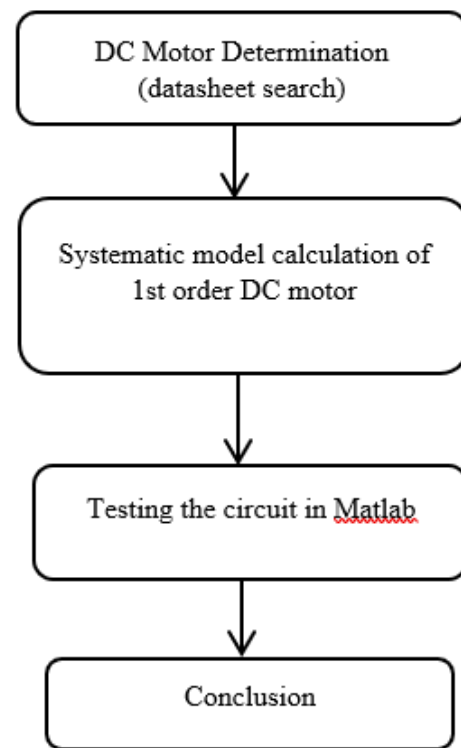 DC Motor Determination
(datasheet search)
Systematic model calculation of
1st order DC motor
Testing the circuit in Matlab
Conclusion